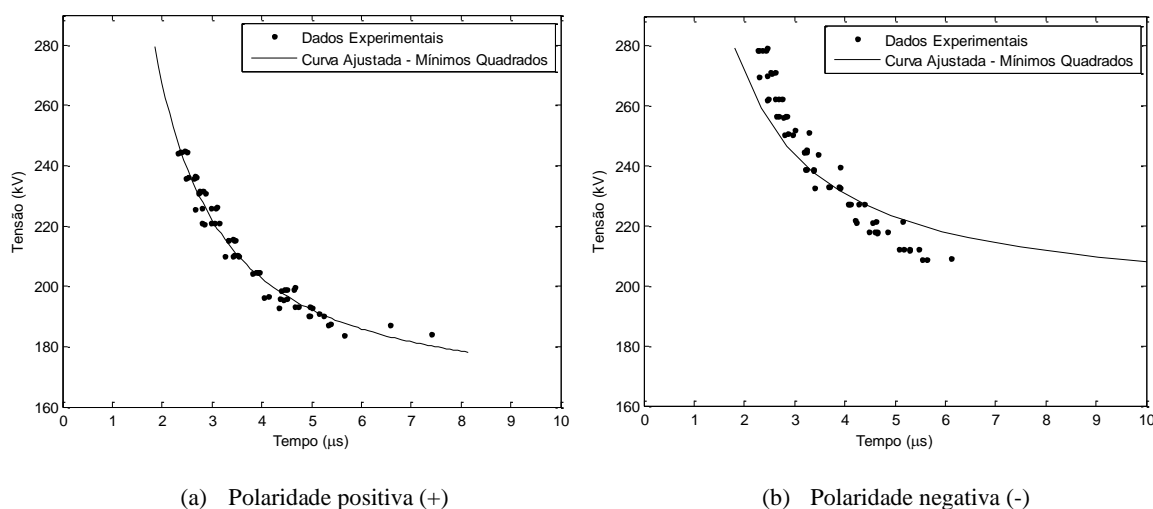 Dados Experimentais
Curva Ajustada - Mínimos Quadrados
280
260
240
220
200
180
160
Tensão (kV)
0 1 2 3 4 5 6 7 8 9 10
Tempo (μs)
(a) Polaridade positiva (+)
Dados Experimentais
Curva Ajustada - Mínimos Quadrados
280
260
240
220
200
180
160
Tensão (kV)
0 1 2 3 4 5 6 7 8 9 10
Tempo (μs)
(b) Polaridade negativa (-)